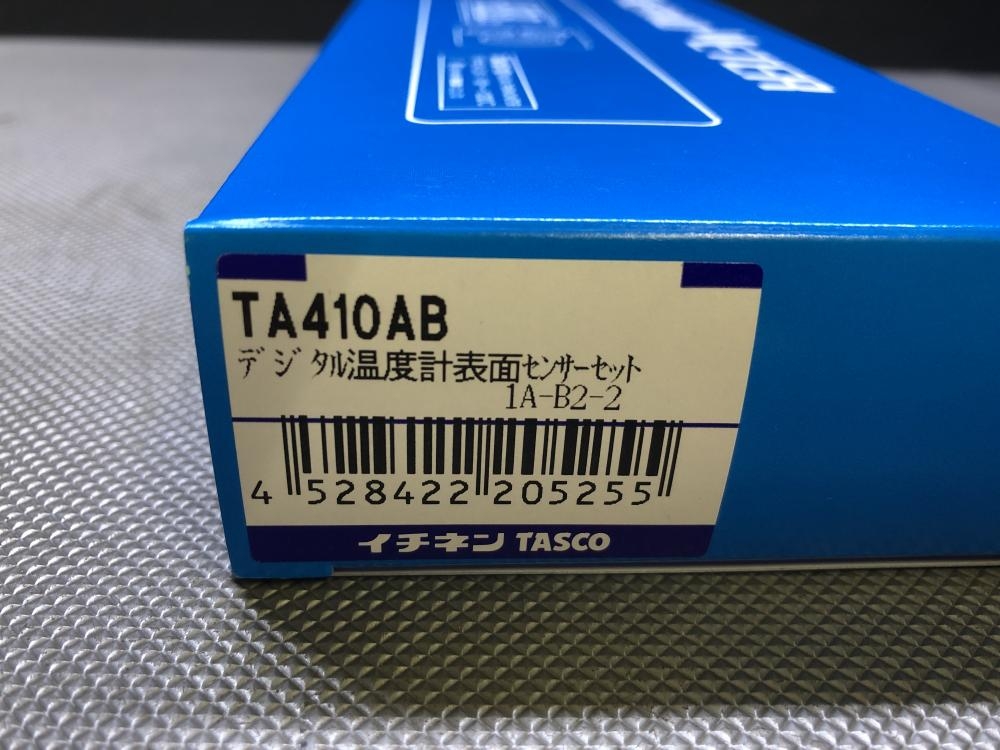 TA410AB
デジタル温度計表面センサーセット
1A-B2-2
4 528422 205255
イチネン TASCO